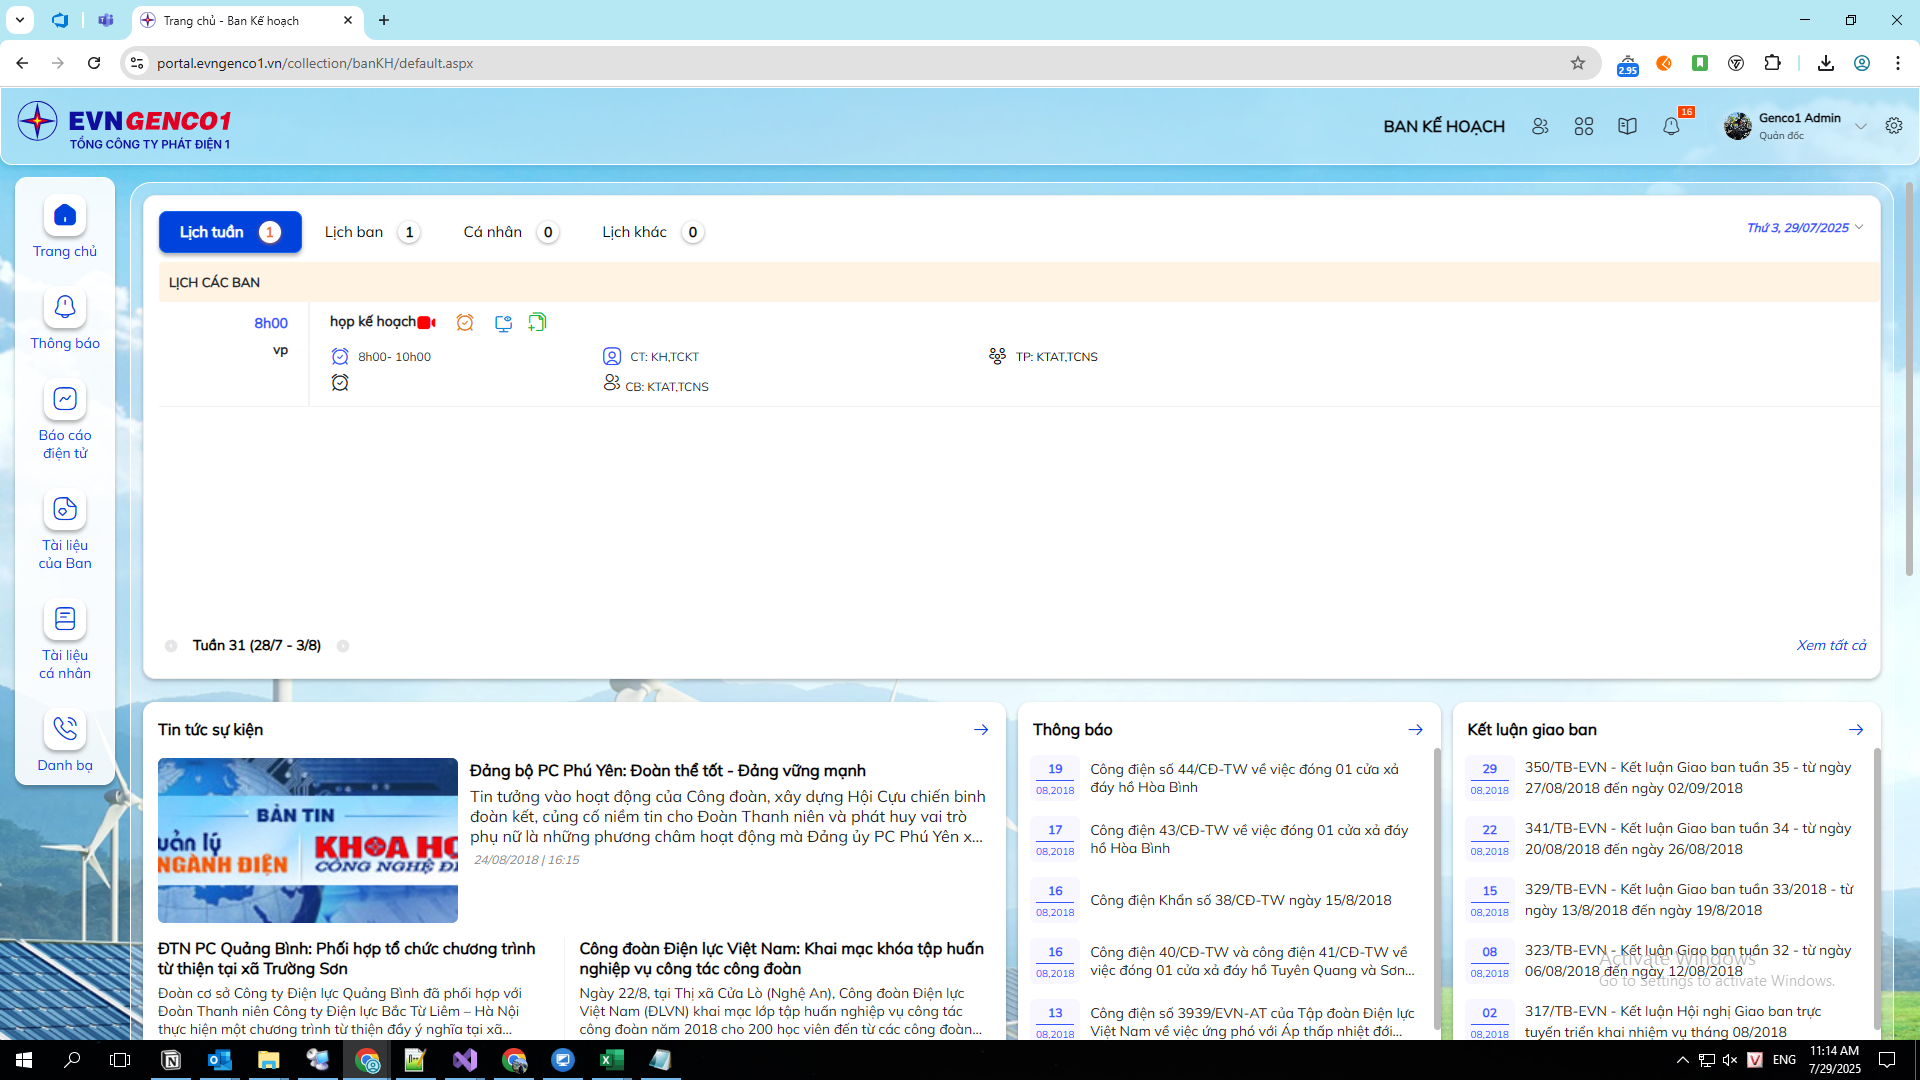 Trang chủ - Ban Kế hoạch
portal.evngenco1.vn/collection/banKH/default.aspx
2.95
EVNGENCO1
TỔNG CÔNG TY PHÁT ĐIỆN 1
BAN KẾ HOẠCH
16
Genco1 Admin
Quản đốc
Trang chủ
Thông báo
Báo cáo
điện tử
Tài liệu
của Ban
Tài liệu
cá nhân
Danh bạ
Lịch tuần 1
Lịch ban 1
Cá nhân 0
Lịch khác 0
Thứ 3, 29/07/2025
LỊCH CÁC BAN
8h00
vp
họp kế hoạch
8h00- 10h00
CT: KH,TCKT
TP: KTAT,TCNS
CB: KTAT,TCNS
Tuần 31 (28/7 - 3/8)
Xem tất cả
Tin tức sự kiện
BẢN TIN
QUẢN LÝ
NGÀNH ĐIỆN
KHOA HỌ
CÔNG NGHỆ ĐI
Đảng bộ PC Phú Yên: Đoàn thể tốt - Đảng vững mạnh
Tin tưởng vào hoạt động của Công đoàn, xây dựng Hội Cựu chiến binh
đoàn kết, củng cố niềm tin cho Đoàn Thanh niên và phát huy vai trò
phụ nữ là những phương châm hoạt động mà Đảng ủy PC Phú Yên x...
24/08/2018 | 16:15
ĐTN PC Quảng Bình: Phối hợp tổ chức chương trình
từ thiện tại xã Trường Sơn
Đoàn cơ sở Công ty Điện lực Quảng Bình đã phối hợp với
Đoàn Thanh niên Công ty Điện lực Bắc Từ Liêm – Hà Nội
thực hiện một chương trình từ thiện đầy ý nghĩa tại xã...
Công đoàn Điện lực Việt Nam: Khai mạc khóa tập huấn
nghiệp vụ công tác công đoàn
Ngày 22/8, tại Thị xã Cửa Lò (Nghệ An), Công đoàn Điện lực
Việt Nam (ĐLVN) khai mạc lớp tập huấn nghiệp vụ công tác
công đoàn năm 2018 cho 200 học viên đến từ các công đoàn...
Thông báo
19
08,2018
Công điện số 44/CĐ-TW về việc đóng 01 cửa xả
đáy hồ Hòa Bình
17
08,2018
Công điện 43/CĐ-TW về việc đóng 01 cửa xả đáy
hồ Hòa Bình
16
08,2018
Công điện Khẩn số 38/CĐ-TW ngày 15/8/2018
16
08,2018
Công điện 40/CĐ-TW và công điện 41/CĐ-TW về
việc đóng 01 cửa xả đáy hồ Tuyên Quang và Sơn...
13
08,2018
Công điện số 3939/EVN-AT của Tập đoàn Điện lực
Việt Nam về việc ứng phó với Áp thấp nhiệt đới...
Kết luận giao ban
29
08,2018
350/TB-EVN - Kết luận Giao ban tuần 35 - từ ngày
27/08/2018 đến ngày 02/09/2018
22
08,2018
341/TB-EVN - Kết luận Giao ban tuần 34 - từ ngày
20/08/2018 đến ngày 26/08/2018
15
08,2018
329/TB-EVN - Kết luận Giao ban tuần 33/2018 - từ
ngày 13/8/2018 đến ngày 19/8/2018
08
08,2018
323/TB-EVN - Kết luận Giao ban tuần 32 - từ ngày
06/08/2018 đến ngày 12/08/2018
02
08,2018
317/TB-EVN - Kết luận Hội nghị Giao ban trực
tuyến triển khai nhiệm vụ tháng 08/2018
Activate Windows
Go to Settings to activate Windows.
ENG
11:14 AM
7/29/2025